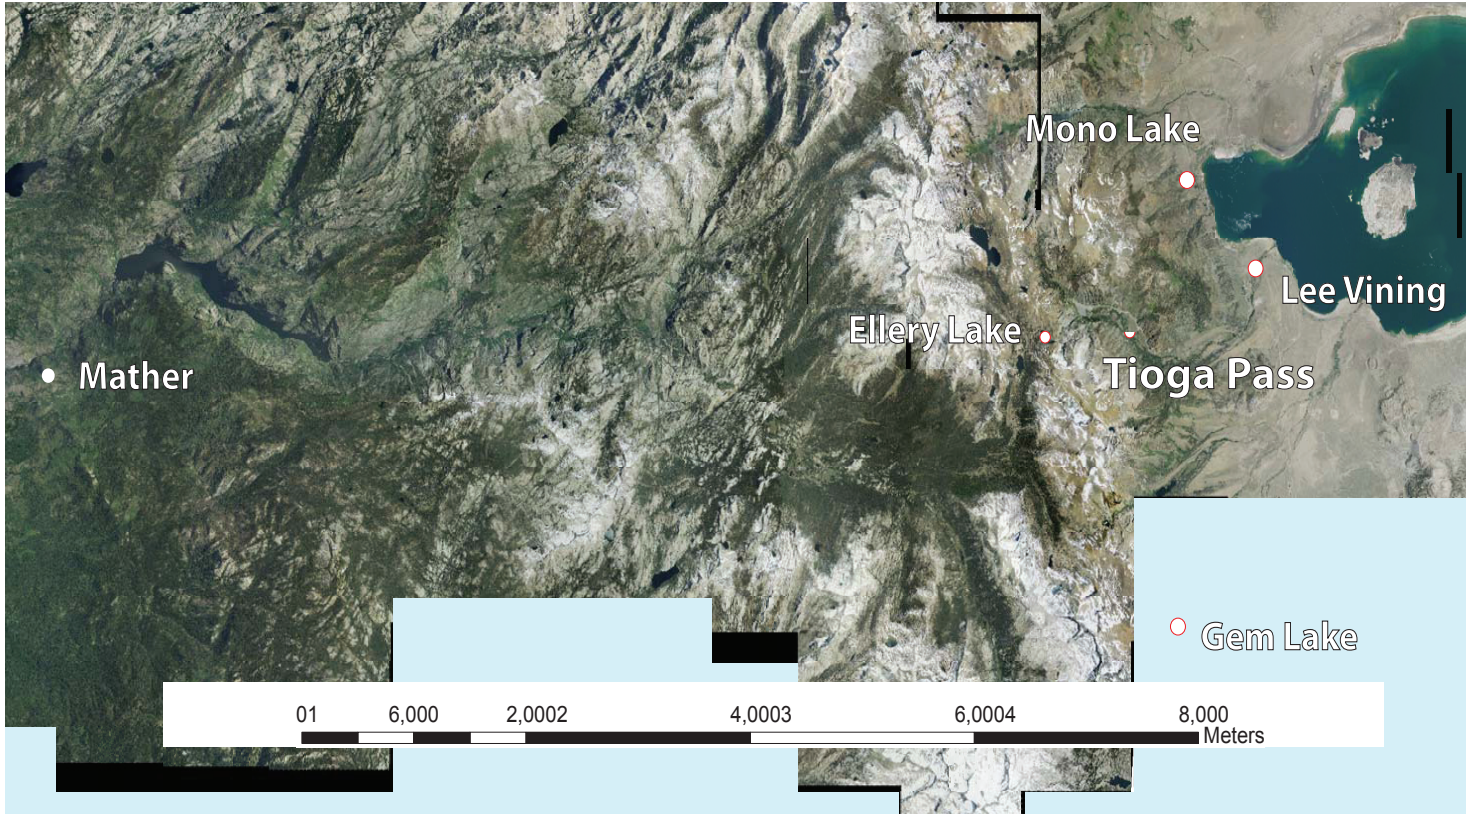 Mono Lake
Lee Vining
Ellery Lake
Tioga Pass
Mather
Gem Lake
01 6,000 2,0002 4,0003 6,0004 8,000
Meters